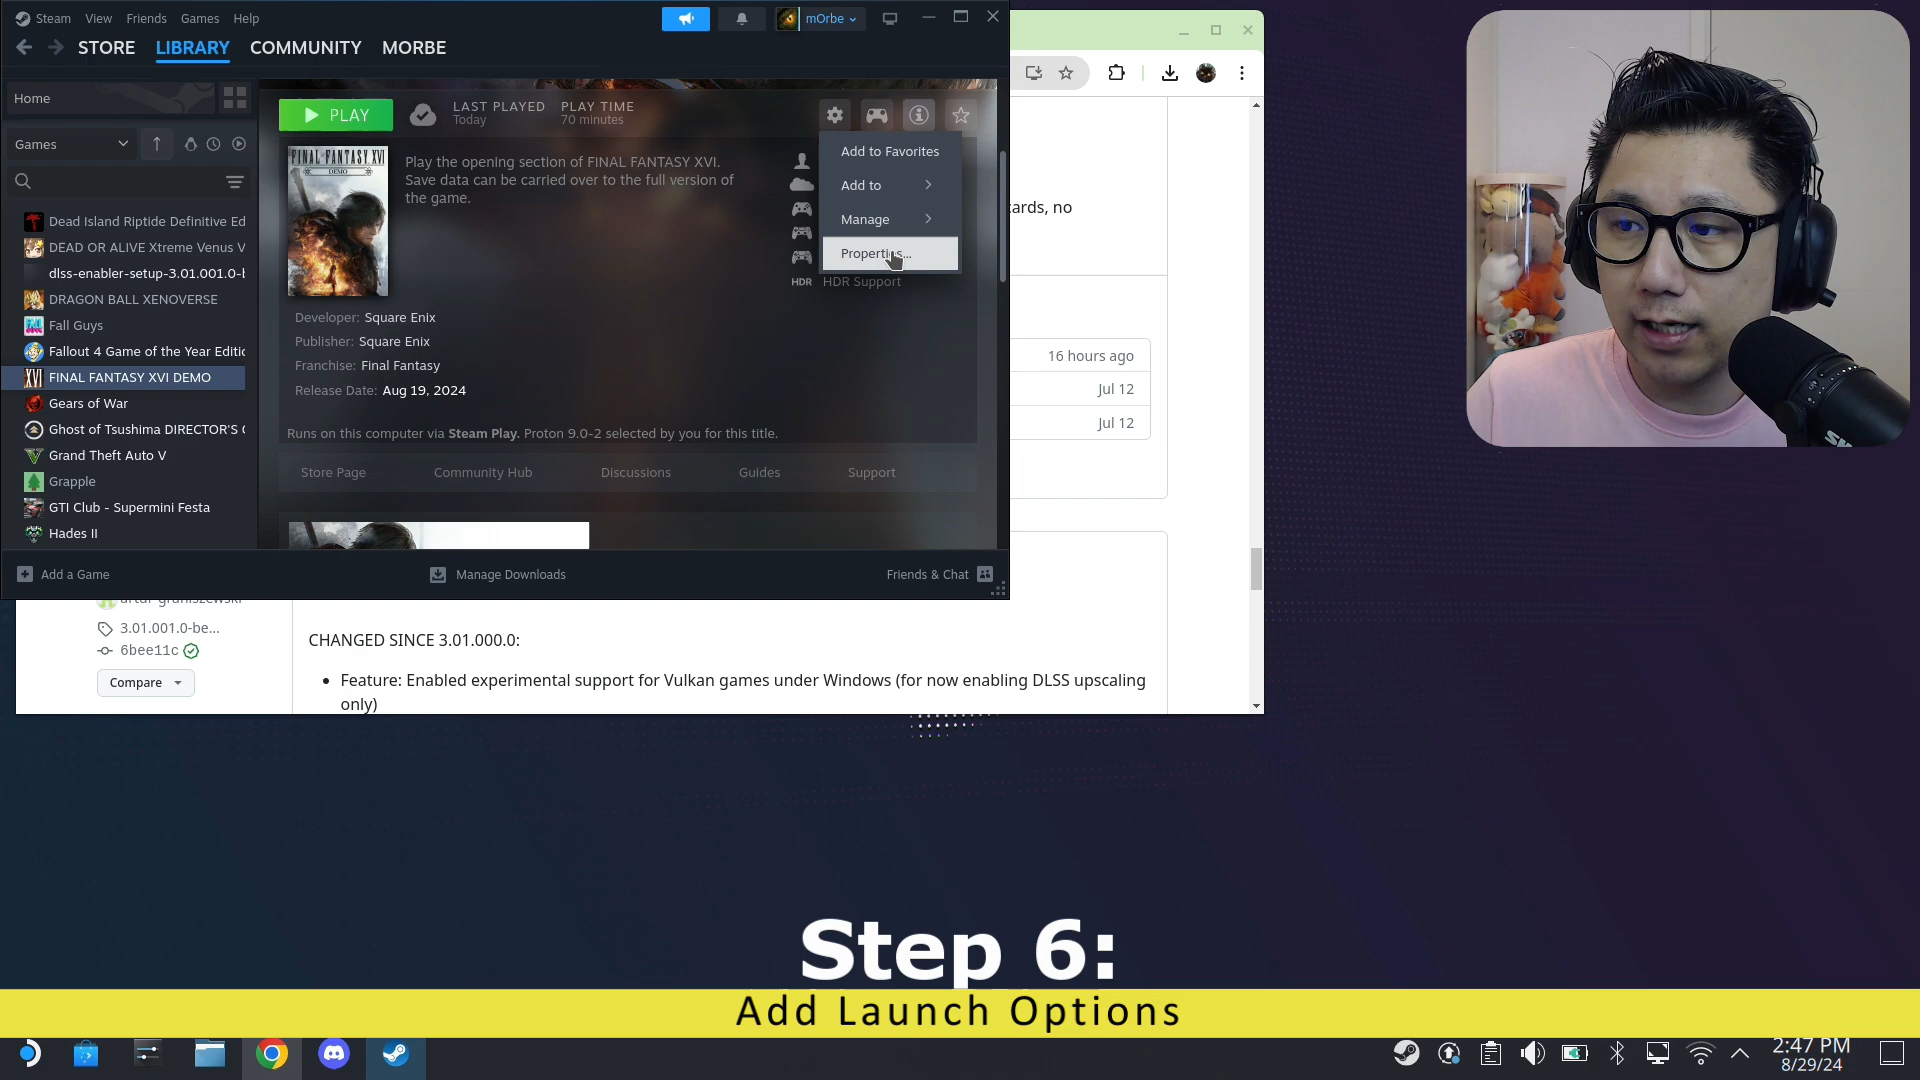 Steam View Friends Games Help
mOrbe
STORE LIBRARY COMMUNITY MORBE
Home
PLAY
LAST PLAYED
Today
PLAY TIME
70 minutes
Games
Add to Favorites
Add to
Manage
Properties...
HDR HDR Support
FINAL FANTASY XVI
DEMO
Play the opening section of FINAL FANTASY XVI.
Save data can be carried over to the full version of
the game.
Developer: Square Enix
Publisher: Square Enix
Franchise: Final Fantasy
Release Date: Aug 19, 2024
Runs on this computer via Steam Play. Proton 9.0-2 selected by you for this title.
Store Page Community Hub Discussions Guides Support
Dead Island Riptide Definitive Ed
DEAD OR ALIVE Xtreme Venus V
dlss-enabler-setup-3.01.001.0-b
DRAGON BALL XENOVERSE
Fall Guys
Fallout 4 Game of the Year Editic
XVI FINAL FANTASY XVI DEMO
Gears of War
Ghost of Tsushima DIRECTOR'S C
Grand Theft Auto V
Grapple
GTI Club - Supermini Festa
Hades II
Add a Game
Manage Downloads
Friends & Chat
cards, no
16 hours ago
Jul 12
Jul 12
3.01.001.0-be...
6bee11c
Compare
CHANGED SINCE 3.01.000.0:
• Feature: Enabled experimental support for Vulkan games under Windows (for now enabling DLSS upscaling
only)
Step 6:
Add Launch Options
2:47 PM
8/29/24